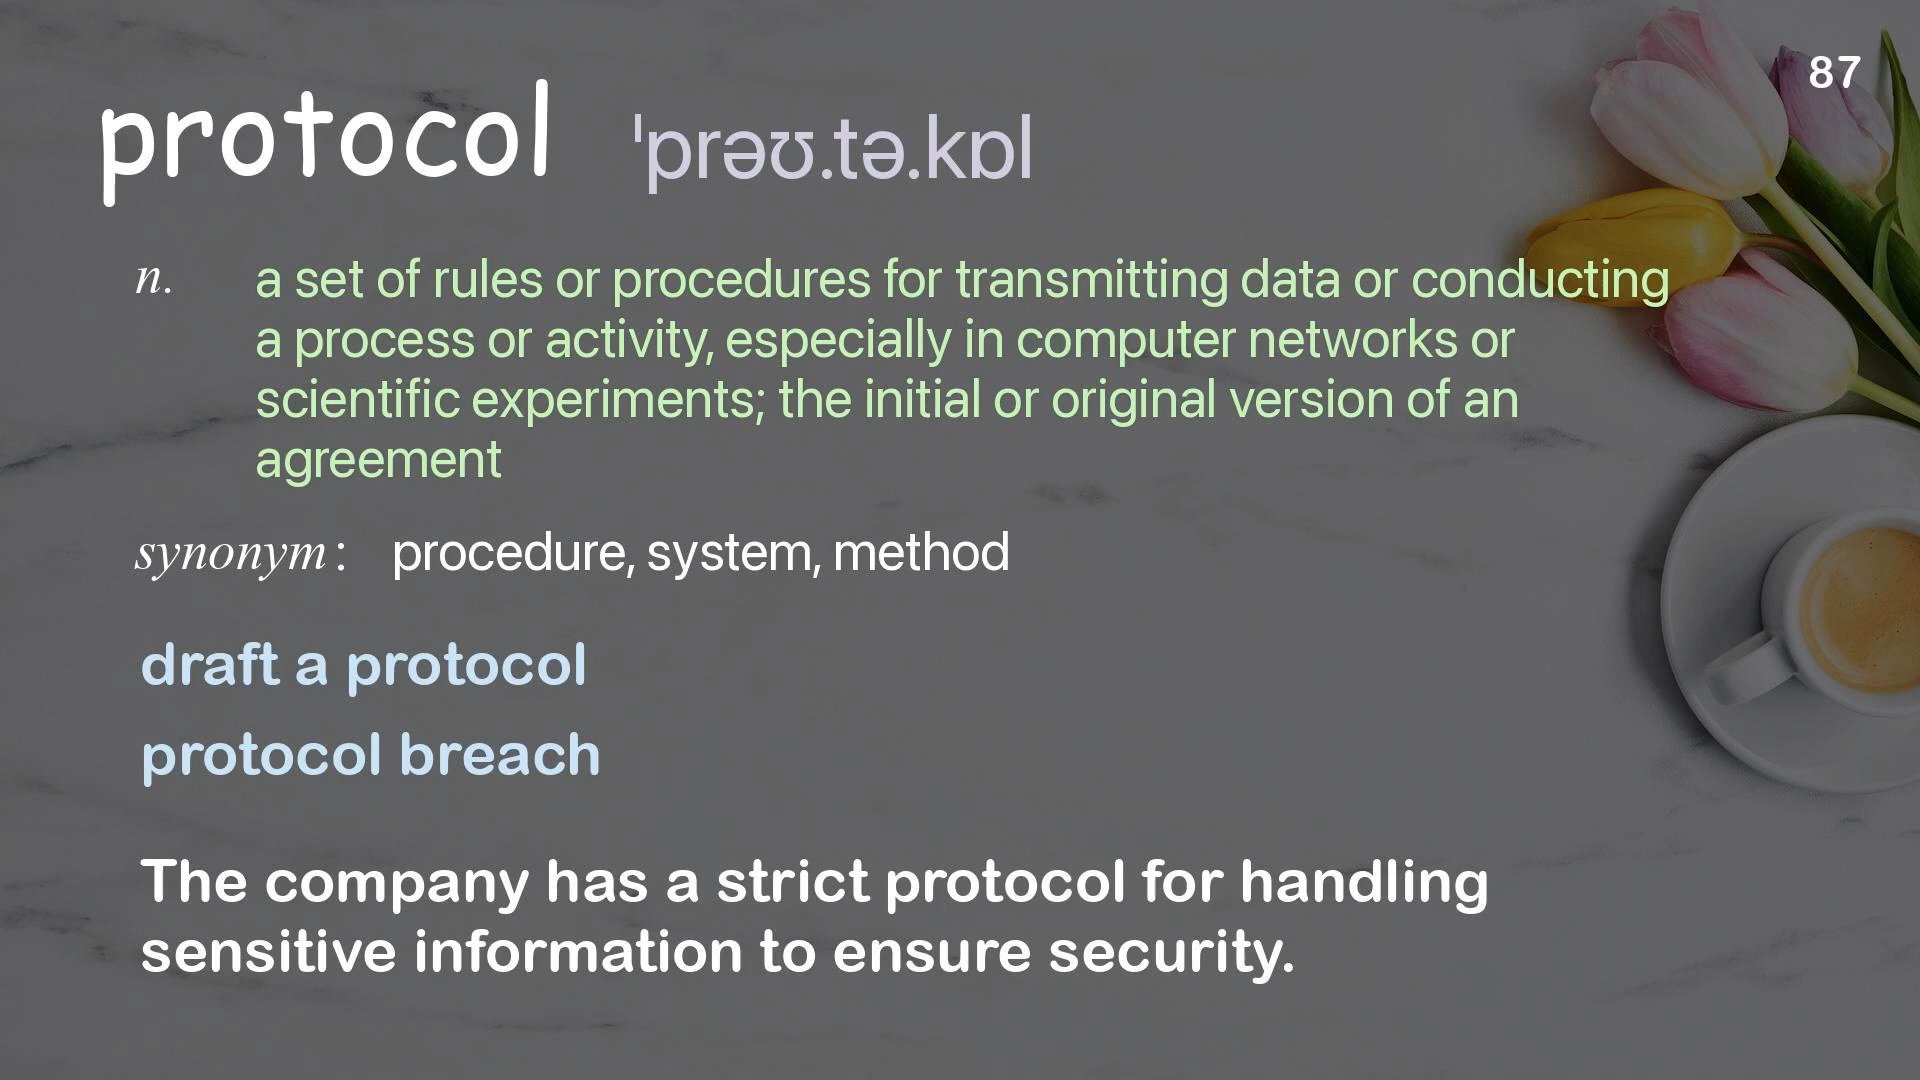 87
protocol ˈprəʊ.tə.kɒl
n. a set of rules or procedures for transmitting data or conducting
a process or activity, especially in computer networks or
scientific experiments; the initial or original version of an
agreement
synonym: procedure, system, method
draft a protocol
protocol breach
The company has a strict protocol for handling
sensitive information to ensure security.